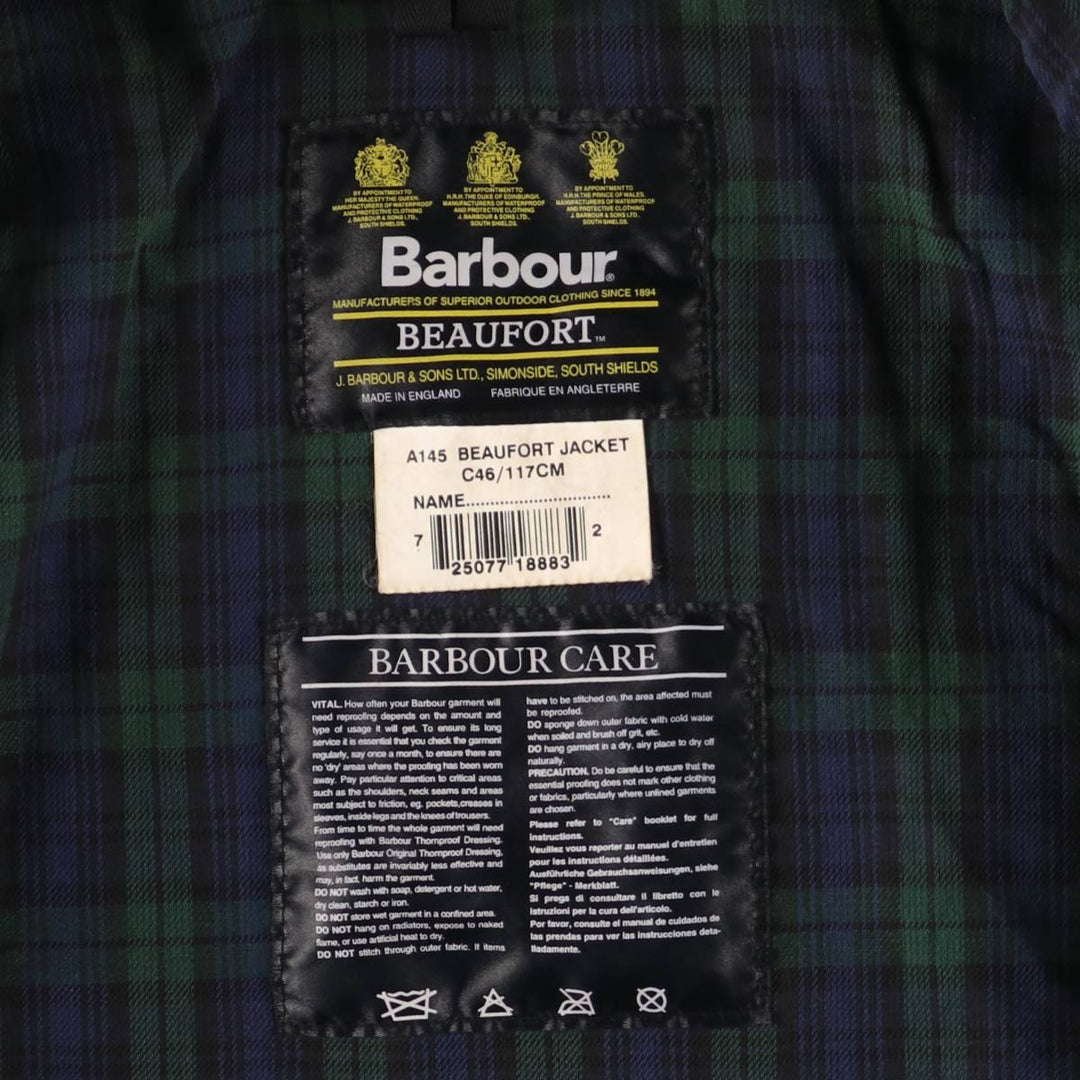 BY APPOINTMENT TO
HER MAJESTY THE QUEEN
MANUFACTURERS OF WATERPROOF
AND PROTECTIVE CLOTHING
J. BARBOUR & SONS LTD.,
SOUTH SHIELDS.
BY APPOINTMENT TO
H.R.H. THE DUKE OF EDINBURGH
MANUFACTURERS OF WATERPROOF
AND PROTECTIVE CLOTHING
J. BARBOUR & SONS LTD.,
SOUTH SHIELDS.
BY APPOINTMENT TO
H.R.H. THE PRINCE OF WALES
MANUFACTURERS OF WATERPROOF
AND PROTECTIVE CLOTHING
J. BARBOUR & SONS LTD.,
SOUTH SHIELDS.
Barbour®
MANUFACTURERS OF SUPERIOR OUTDOOR CLOTHING SINCE 1894
BEAUFORT™
J. BARBOUR & SONS LTD., SIMONSIDE, SOUTH SHIELDS
MADE IN ENGLAND FABRIQUE EN ANGLETERRE
A145 BEAUFORT JACKET
C46/117CM
NAME..............................
7 25077 18883 2
BARBOUR CARE
VITAL. How often your Barbour garment will
need reproofing depends on the amount and
type of usage it will get. To ensure its long
service it is essential that you check the garment
regularly, say once a month, to ensure there are
no 'dry' areas where the proofing has been worn
away. Pay particular attention to critical areas
such as the shoulders, neck seams and areas
most subject to friction, eg. pockets,creases in
sleeves, inside legs and the knees of trousers.
From time to time the whole garment will need
reproofing with Barbour Thornproof Dressing.
Use only Barbour Original Thornproof Dressing,
as substitutes are invariably less effective and
may, in fact, harm the garment.
DO NOT wash with soap, detergent or hot water,
dry clean, starch or iron.
DO NOT store wet garment in a confined area.
DO NOT hang on radiators, expose to naked
flame, or use artificial heat to dry.
DO NOT stitch through outer fabric. If items
have to be stitched on, the area affected must
be reproofed.
DO sponge down outer fabric with cold water
when soiled and brush off grit, etc.
DO hang garment in a dry, airy place to dry off
naturally.
PRECAUTION. Do be careful to ensure that the
essential proofing does not mark other clothing
or fabrics, particularly where unlined garments
are chosen.
Please refer to "Care" booklet for full
instructions.
Veuillez vous reporter au manuel d'entretien
pour les instructions détaillées.
Ausführliche Gebrauchsanweisungen, siehe
"Pflege" - Merkblatt.
Si prega di consultare il libretto con le
istruzioni per la cura dell'articolo.
Por favor, consulte el manual de cuidados de
las prendas para ver las instrucciones deta-
lladamente.